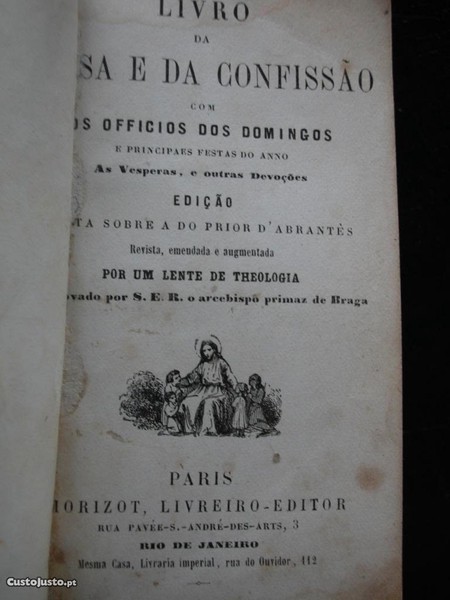 LIVRO
DA
SA E DA CONFISSÃO
COM
OS OFFICIOS DOS DOMINGOS
E PRINCIPAES FESTAS DO ANNO
As Vesperas, e outras Devoções
EDIÇÃO
TA SOBRE A DO PRIOR D'ABRANTÈS
Revista, emendada e augmentada
POR UM LENTE DE THEOLOGIA
ovado por S. E. R. o arcebispo primaz de Braga
PARIS
MORIZOT, LIVREIRO-EDITOR
RUA PAVÉE-S.-ANDRÉ-DES-ARTS, 3
RIO DE JANEIRO
Mesma Casa, Livraria imperial, rua do Ouvidor, 112
CustoJusto.pt